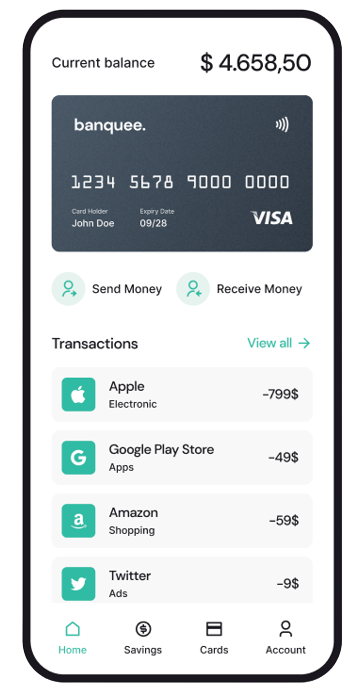 Current balance $ 4.658,50
banquee.
1234 5678 9000 0000
Card Holder Expiry Date
John Doe 09/28
VISA
Send Money Receive Money
Transactions View all
Apple
Electronic
-799$
Google Play Store
Apps
-49$
Amazon
Shopping
-59$
Twitter
Ads
-9$
Home Savings Cards Account